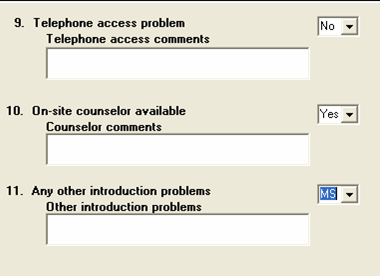 9. Telephone access problem No
Telephone access comments
10. On-site counselor available Yes
Counselor comments
11. Any other introduction problems MS
Other introduction problems